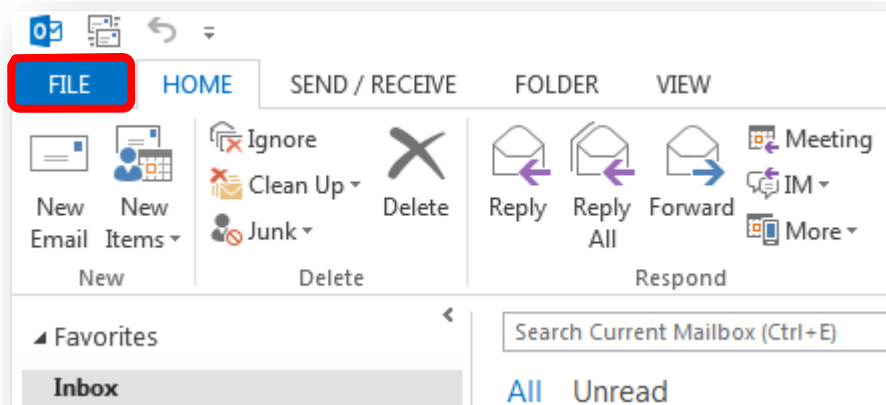 FILE HOME SEND / RECEIVE FOLDER VIEW
Ignore
Clean Up
Junk
Meeting
IM
More
New Email
New Items
Delete
Reply
Reply All
Forward
New
Delete
Respond
Favorites
Search Current Mailbox (Ctrl+E)
Inbox
All Unread